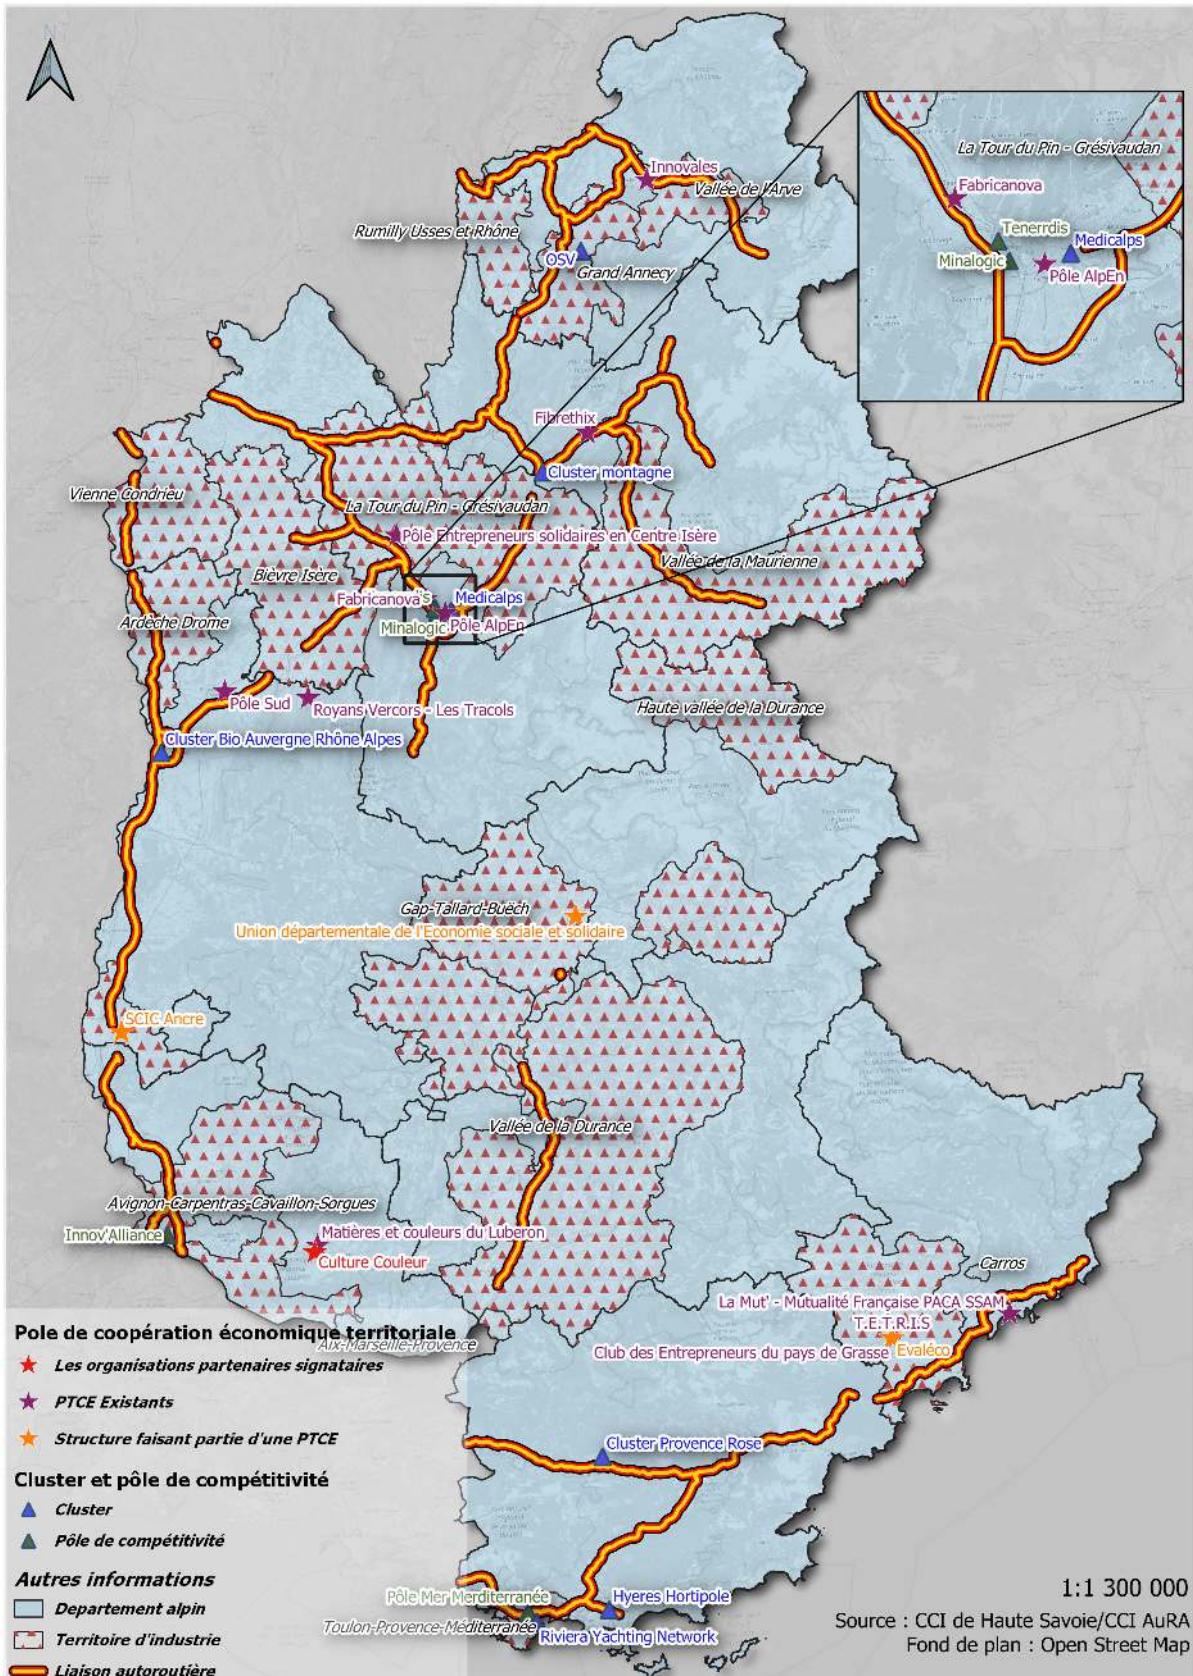 N
Innovales
Vallée de l'Arve
Rumilly Usses et Rhône
OSV
Grand Annecy
La Tour du Pin - Grésivaudan
Fabricanova
Tenerrdis
Medicalps
Minalogic
Pôle AlpEn
Fibrethix
Cluster montagne
Vienne Condrieu
La Tour du Pin - Grésivaudan
Pôle Entrepreneurs solidaires en Centre Isère
Vallée de la Maurienne
Bièvre Isère
Fabricanova
Medicalps
Ardèche Drome
Minalogic
Pôle AlpEn
Pôle Sud
Royans Vercors - Les Tracols
Haute vallée de la Durance
Cluster Bio Auvergne Rhône Alpes
Gap-Tallard-Buëch
Union départementale de l'Economie sociale et solidaire
SCIC Ancre
Vallée de la Durance
Avignon-Carpentras-Cavaillon-Sorgues
Innov'Alliance
Matières et couleurs du Luberon
Culture Couleur
Carros
La Mut' - Mutualité Française PACA SSAM
T.E.T.R.I.S
Club des Entrepreneurs du pays de Grasse
Evaléco
Aix-Marseille-Provence
Cluster Provence Rose
Pôle Mer Merditerranée
Hyeres Hortipole
Toulon-Provence-Méditerranée
Riviera Yachting Network
Pole de coopération économique territoriale
Les organisations partenaires signataires
PTCE Existants
Structure faisant partie d'une PTCE
Cluster et pôle de compétitivité
Cluster
Pôle de compétitivité
Autres informations
Departement alpin
Territoire d'industrie
Liaison autoroutière
1:1 300 000
Source : CCI de Haute Savoie/CCI AuRA
Fond de plan : Open Street Map